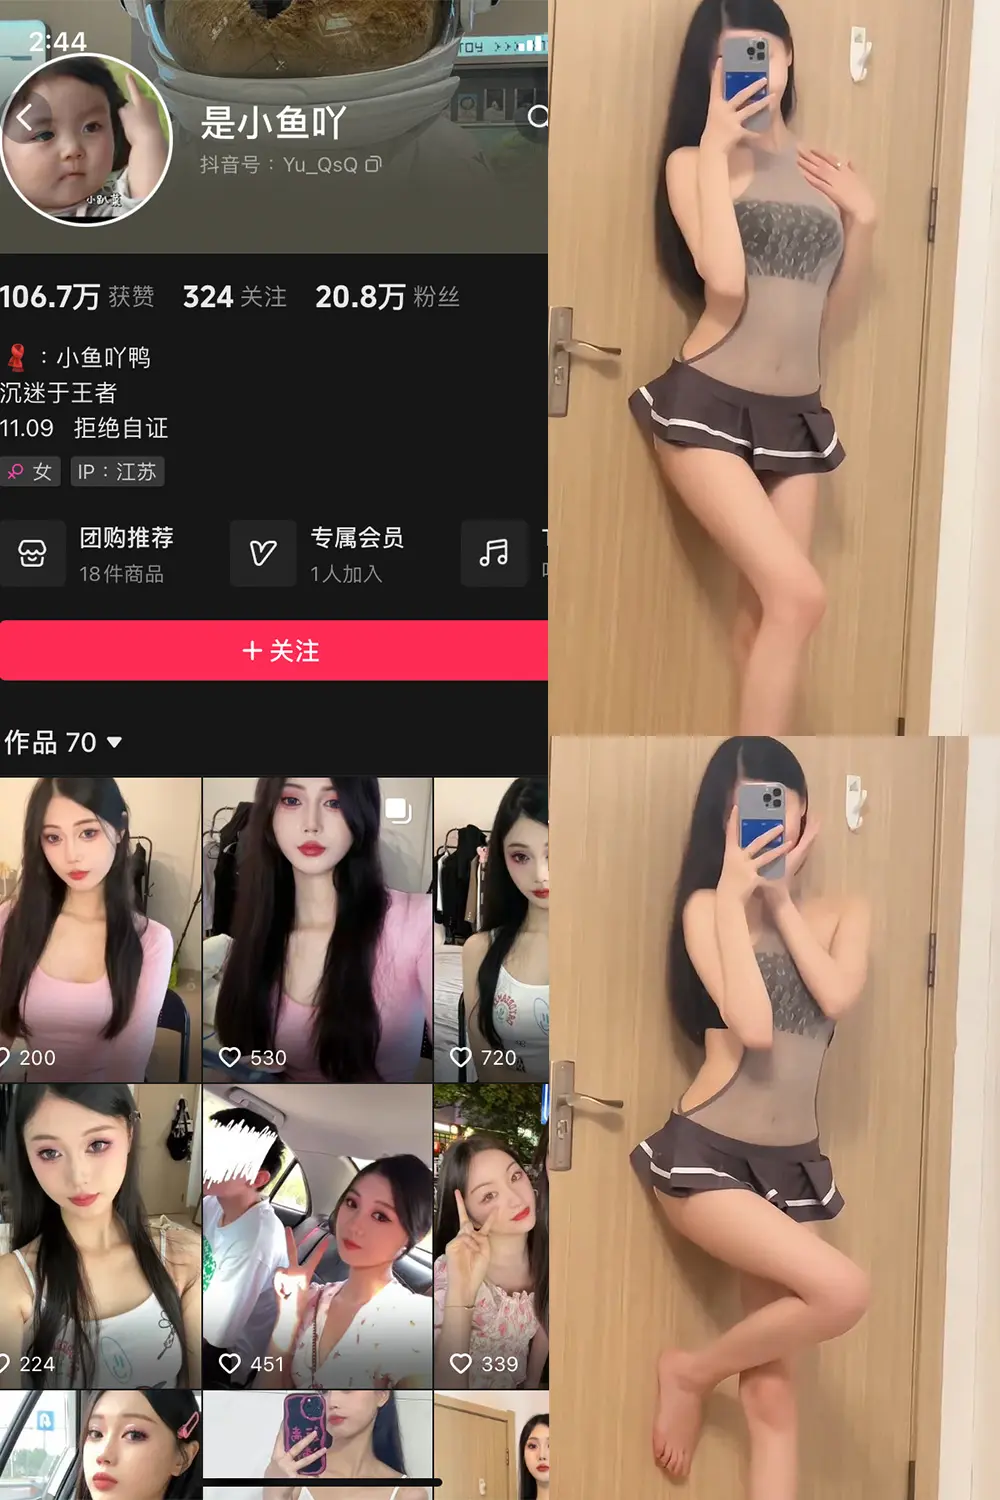 2:44
是小鱼吖
抖音号：Yu_QsQ
小趴菜
106.7万 获赞 324 关注 20.8万 粉丝
：小鱼吖鸭
沉迷于王者
11.09 拒绝自证
女 IP：江苏
团购推荐
18件商品
专属会员
1人加入
+ 关注
作品 70
200
530
720
224
451
339